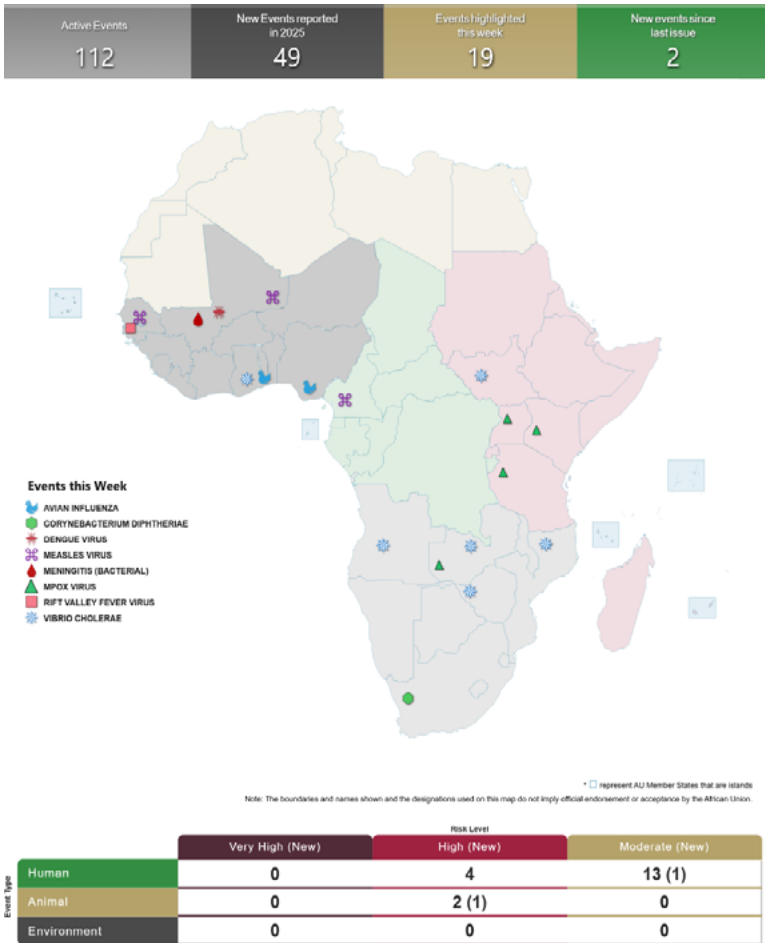 Active Events
112
New Events reported
in 2025
49
Events highlighted
this week
19
New events since
last issue
2
Events this Week
AVIAN INFLUENZA
CORYNEBACTERIUM DIPHTHERIAE
DENGUE VIRUS
MEASLES VIRUS
MENINGITIS (BACTERIAL)
MPOX VIRUS
RIFT VALLEY FEVER VIRUS
VIBRIO CHOLERAE
* represent AU Member States that are islands
Note: The boundaries and names shown and the designations used on this map do not imply official endorsement or acceptance by the African Union.
Risk Level
Very High (New) High (New) Moderate (New)
Event Type
Human 0 4 13 (1)
Animal 0 2 (1) 0
Environment 0 0 0